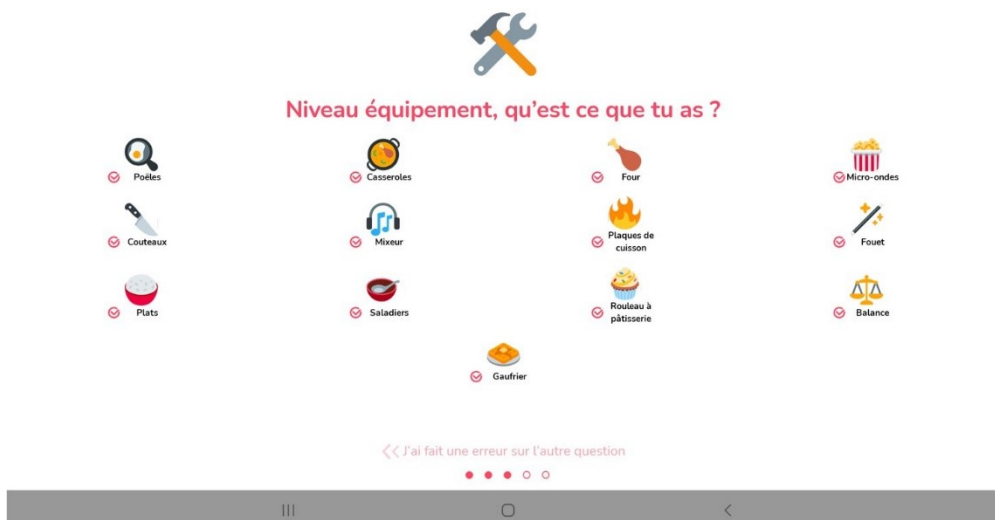 Niveau équipement, qu'est ce que tu as ?
Poêles
Casseroles
Four
Micro-ondes
Couteaux
Mixeur
Plaques de
cuisson
Fouet
Plats
Saladiers
Rouleau à
pâtisserie
Balance
Gaufrier
<< J'ai fait une erreur sur l'autre question